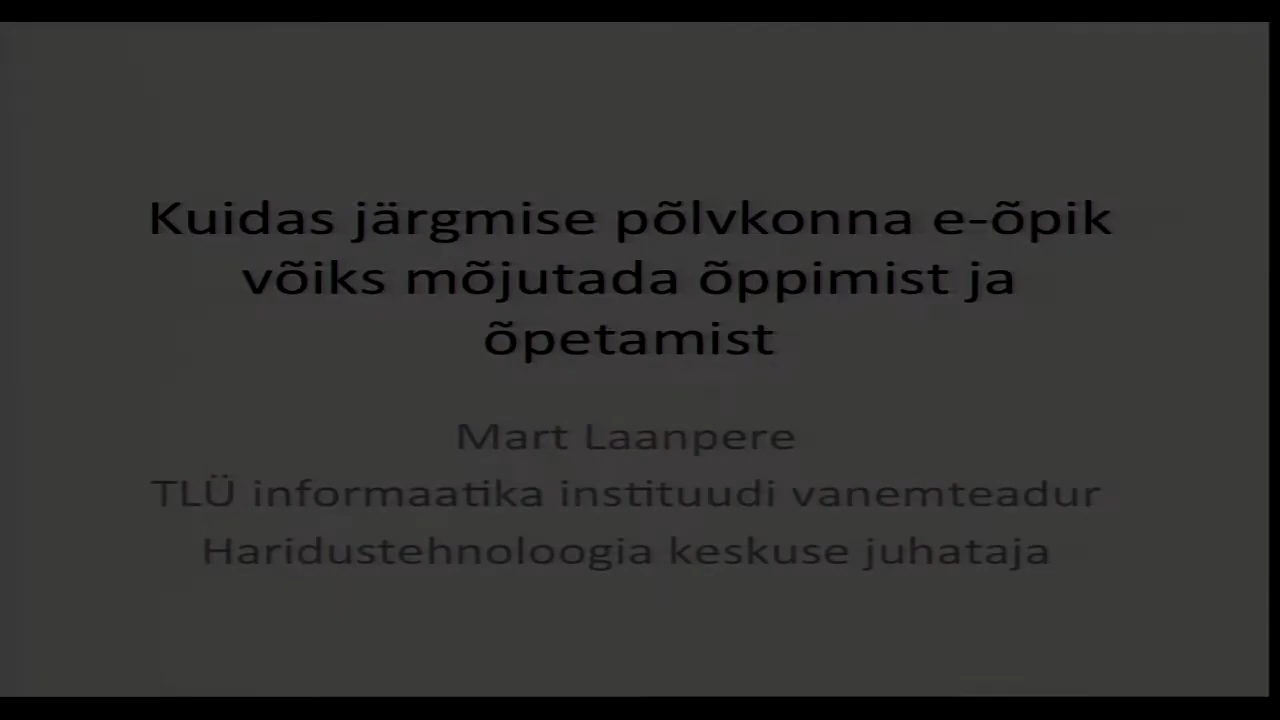 Kuidas järgmise põlvkonna e-õpik
võiks mõjutada õppimist ja
õpetamist
Mart Laanpere
TLÜ informaatika instituudi vanemteadur
Haridustehnoloogia keskuse juhataja